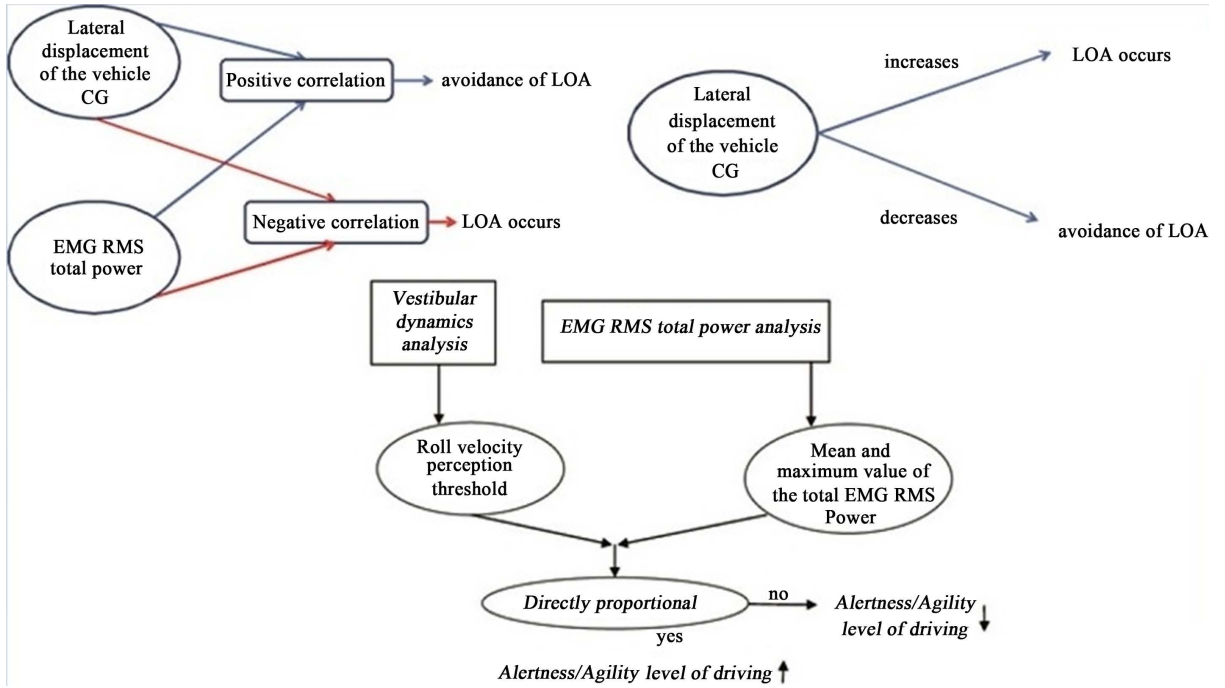 Lateral
displacement
of the vehicle
CG
Positive correlation
avoidance of LOA
EMG RMS
total power
Negative correlation
LOA occurs
Lateral
displacement
of the vehicle
CG
increases
LOA occurs
decreases
avoidance of LOA
Vestibular
dynamics
analysis
EMG RMS total power analysis
Roll velocity
perception
threshold
Mean and
maximum value of
the total EMG RMS
Power
Directly proportional
no
Alertness/Agility
level of driving
yes
Alertness/Agility level of driving